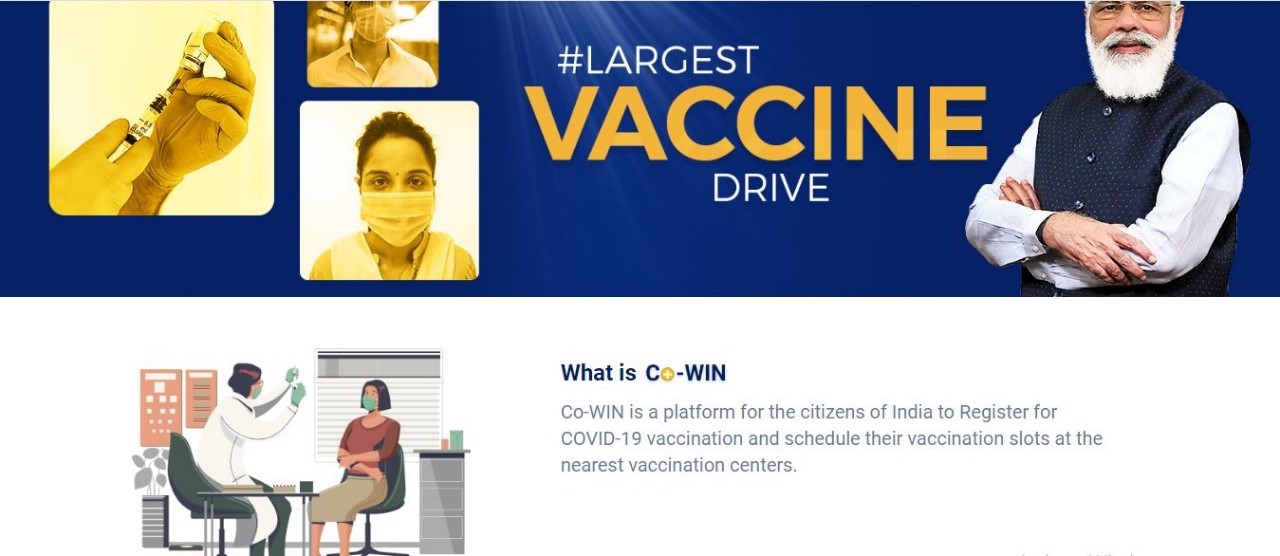 #LARGEST
VACCINE
DRIVE
What is Co-WIN
Co-WIN is a platform for the citizens of India to Register for
COVID-19 vaccination and schedule their vaccination slots at the
nearest vaccination centers.